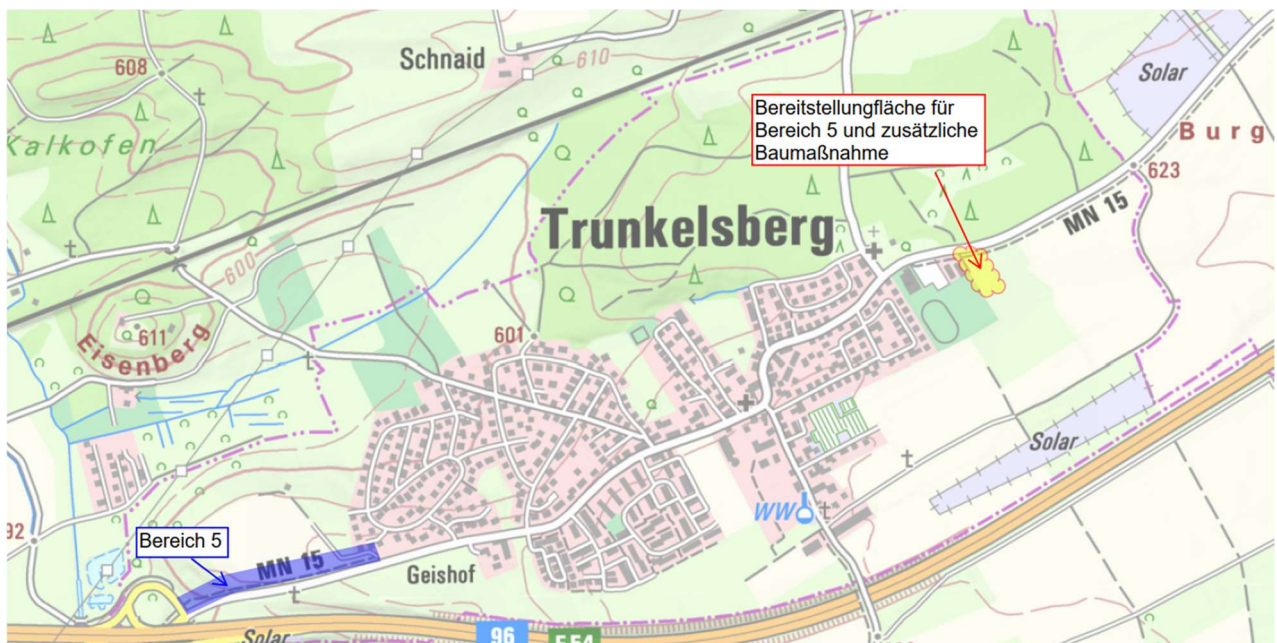 Schnaid
610
608
Solar
Kalkofen
Bereitstellungfläche für
Bereich 5 und zusätzliche
Baumaßnahme
Burg
623
MN 15
Trunkelsberg
600
611
Eisenberg
601
Solar
WW
92
Bereich 5
MN 15
Geishof
Solar
96
E54